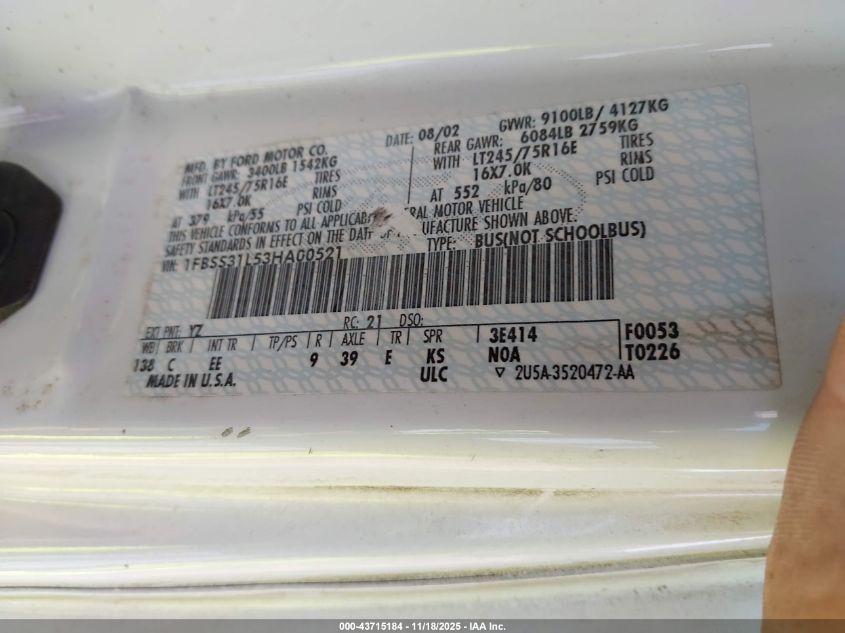 MFD. BY FORD MOTOR CO.
DATE: 08/02 GVWR: 9100LB/ 4127KG
FRONT GAWR: 3400LB 1542KG
REAR GAWR: 6084LB 2759KG
WITH LT245/75R16E TIRES
WITH LT245/75R16E TIRES
16X7.0K RIMS
16X7.0K RIMS
AT 379 kPa/55 PSI COLD
AT 552 kPa/80 PSI COLD
THIS VEHICLE CONFORMS TO ALL APPLICAB ERAL MOTOR VEHICLE
SAFETY STANDARDS IN EFFECT ON THE DATE OF UFACTURE SHOWN ABOVE.
VIN: 1FBSS31L53HA00521
TYPE: BUS(NOT SCHOOLBUS)
EXT PNT: YZ RC: 21 DSO:
WB BRK INT TR TP/PS R AXLE TR SPR 3E414 F0053
138 C EE 9 39 E KS N0A T0226
MADE IN U.S.A. ULC ▽ 2U5A-3520472-AA
000-43715184 - 11/18/2025 - IAA Inc.